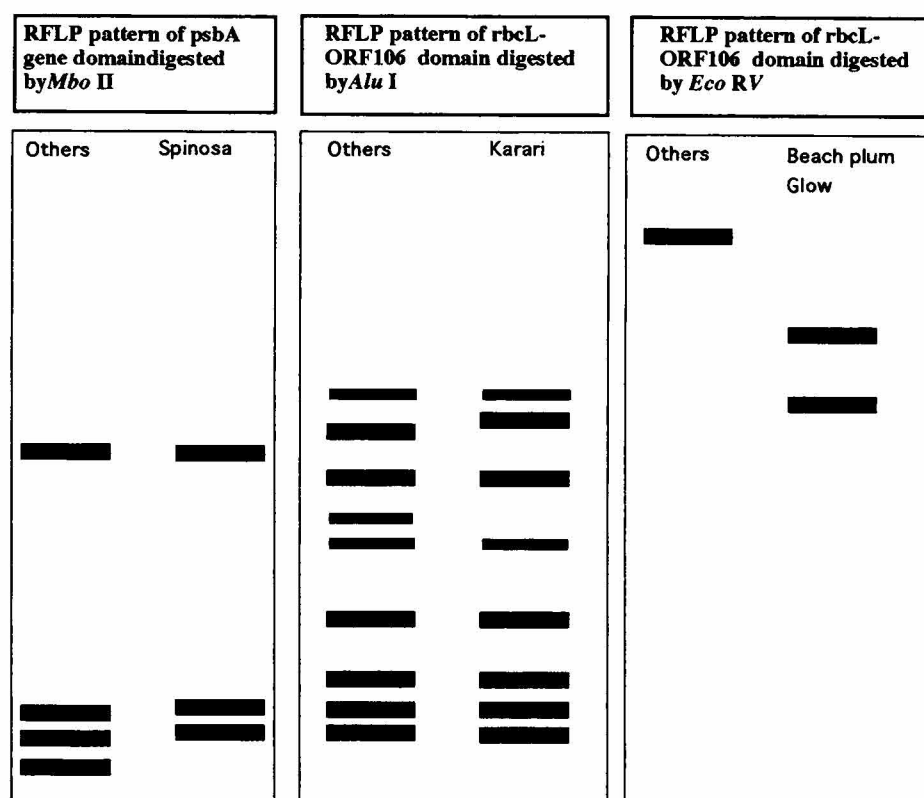 RFLP pattern of psbA
gene domaindigested
byMbo II
RFLP pattern of rbcL-
ORF106 domain digested
byAlu I
RFLP pattern of rbcL-
ORF106 domain digested
by Eco RV
Others Spinosa
Others Karari
Others Beach plum
Glow